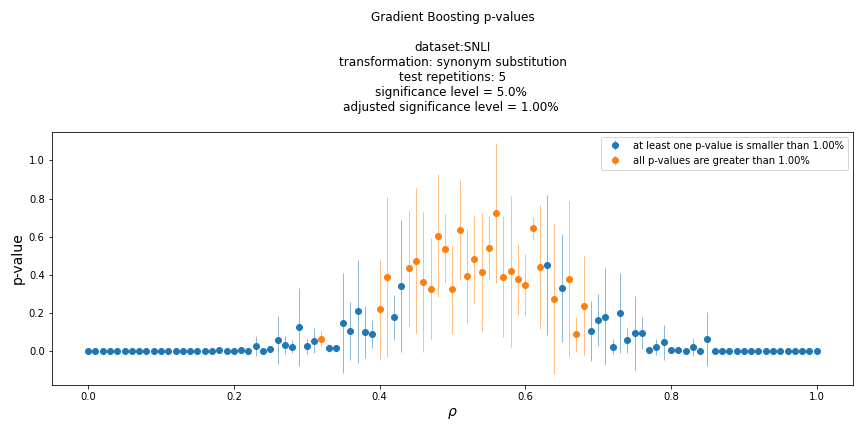 Gradient Boosting p-values
dataset:SNLI
transformation: synonym substitution
test repetitions: 5
significance level = 5.0%
adjusted significance level = 1.00%
at least one p-value is smaller than 1.00%
all p-values are greater than 1.00%
p-value
1.0
0.8
0.6
0.4
0.2
0.0
0.0 0.2 0.4 0.6 0.8 1.0
ρ